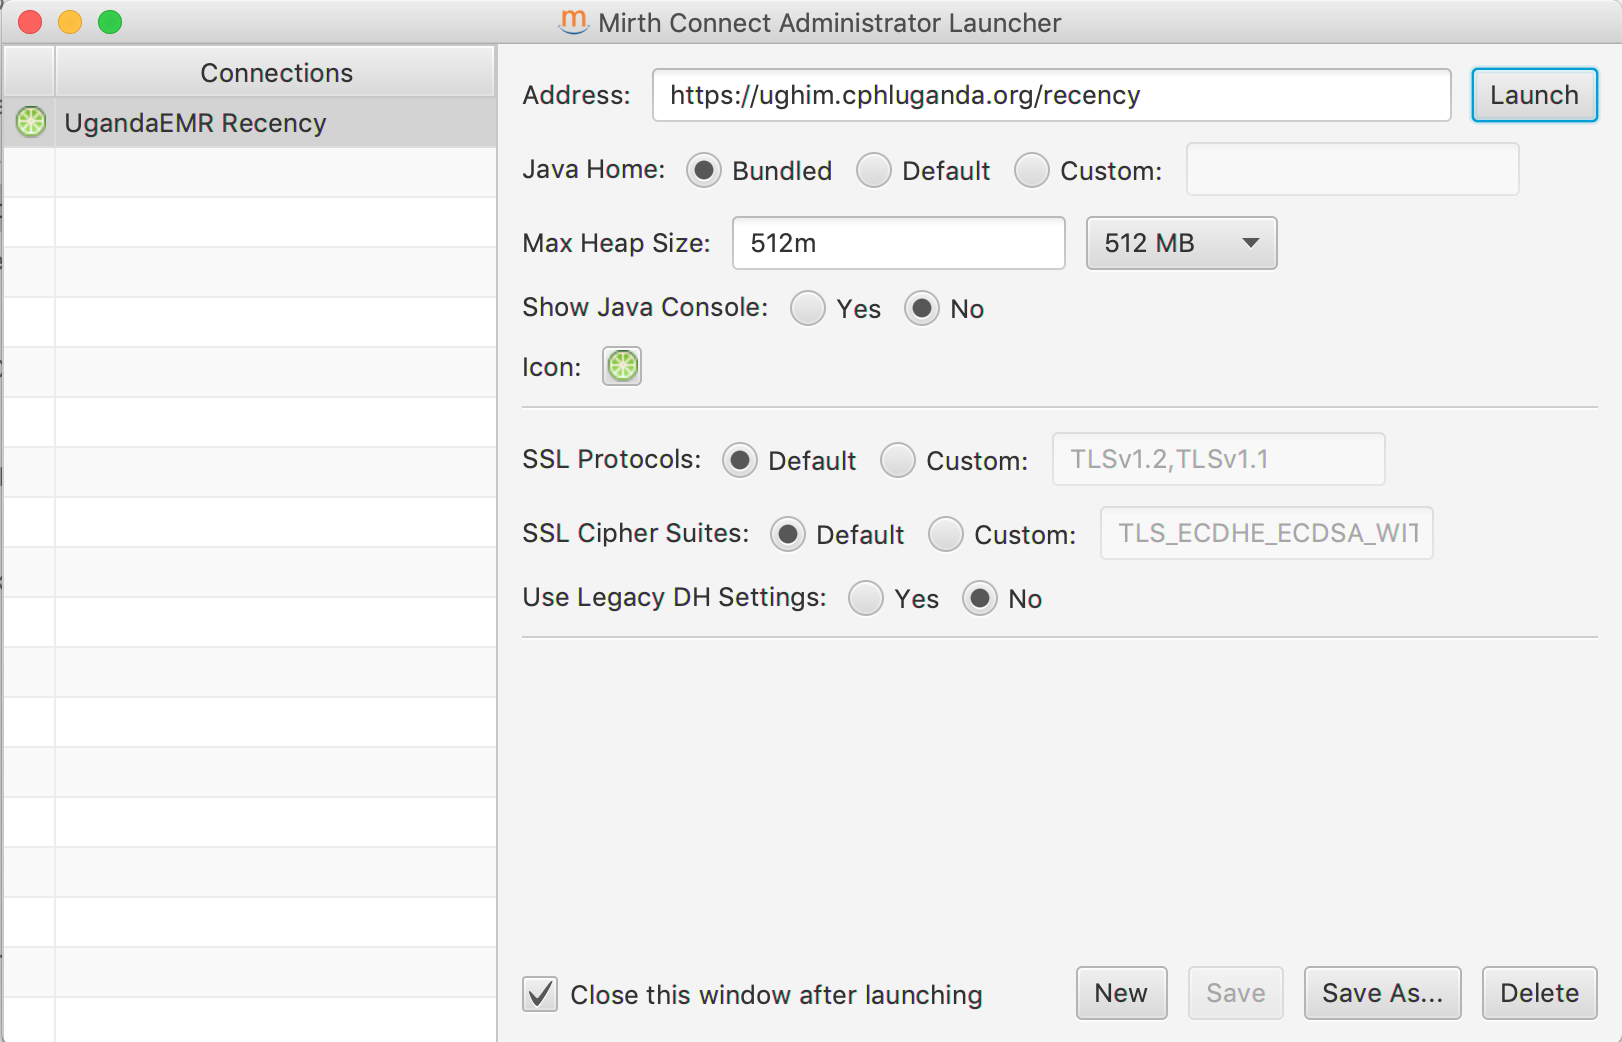 Mirth Connect Administrator Launcher
Connections
UgandaEMR Recency
Address: https://ughim.cphluganda.org/recency Launch
Java Home: Bundled Default Custom:
Max Heap Size: 512m 512 MB
Show Java Console: Yes No
Icon:
SSL Protocols: Default Custom: TLSv1.2,TLSv1.1
SSL Cipher Suites: Default Custom: TLS_ECDHE_ECDSA_WIT
Use Legacy DH Settings: Yes No
Close this window after launching New Save Save As... Delete